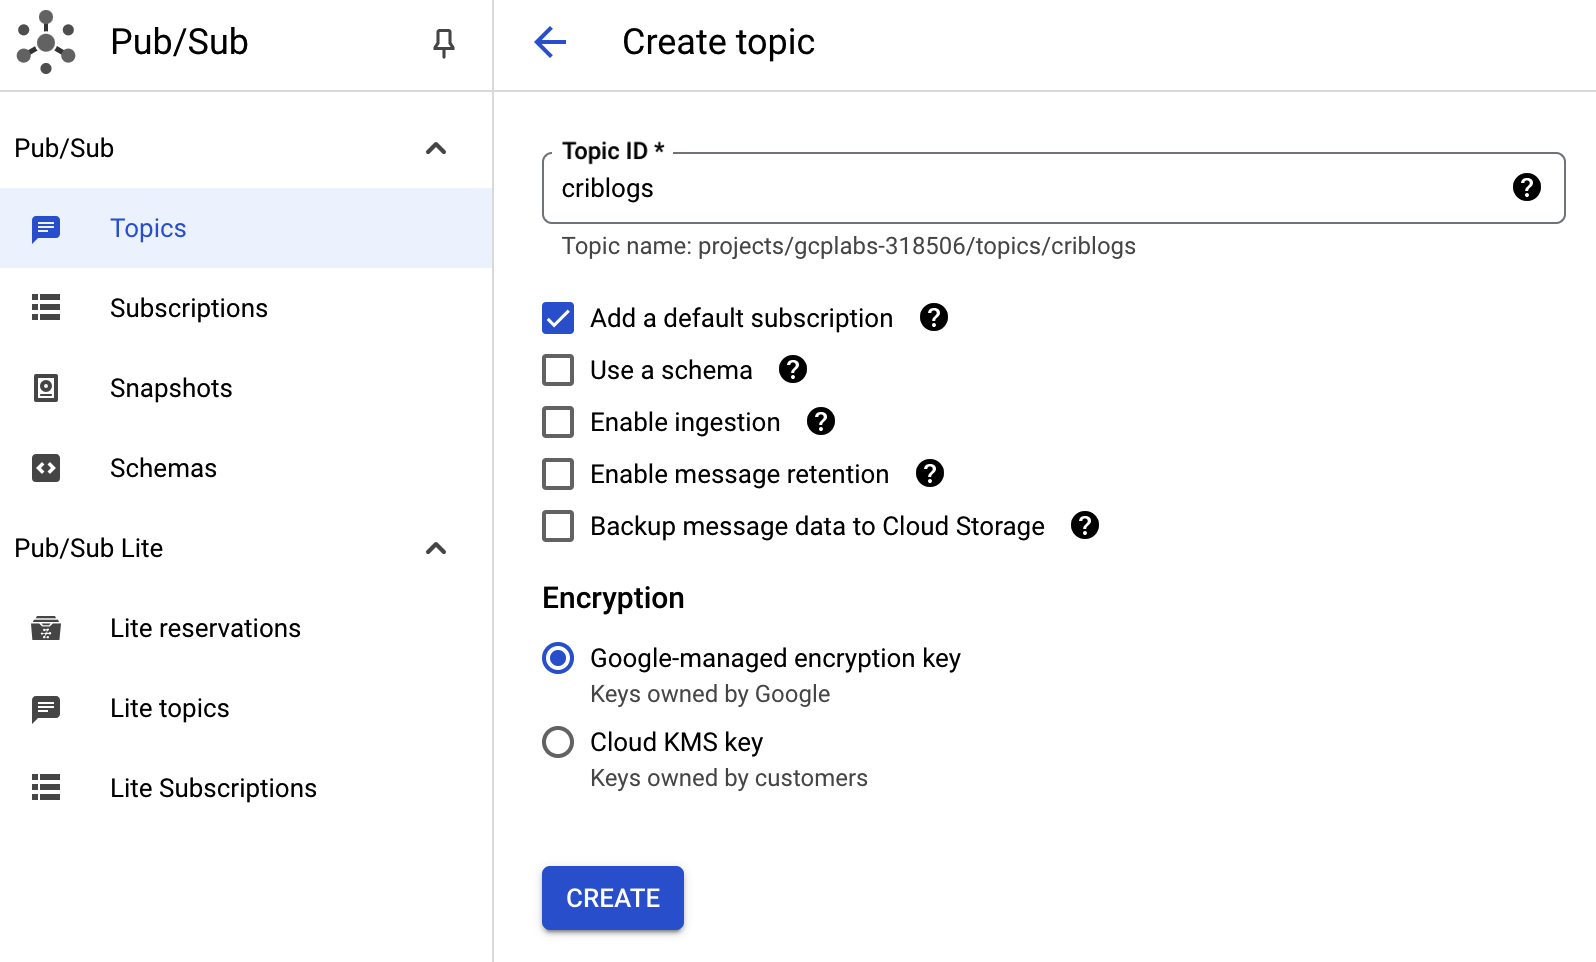 Pub/Sub
Create topic
Pub/Sub
Topics
Subscriptions
Snapshots
Schemas
Pub/Sub Lite
Lite reservations
Lite topics
Lite Subscriptions
Topic ID *
criblogs
Topic name: projects/gcplabs-318506/topics/criblogs
Add a default subscription
Use a schema
Enable ingestion
Enable message retention
Backup message data to Cloud Storage
Encryption
Google-managed encryption key
Keys owned by Google
Cloud KMS key
Keys owned by customers
CREATE